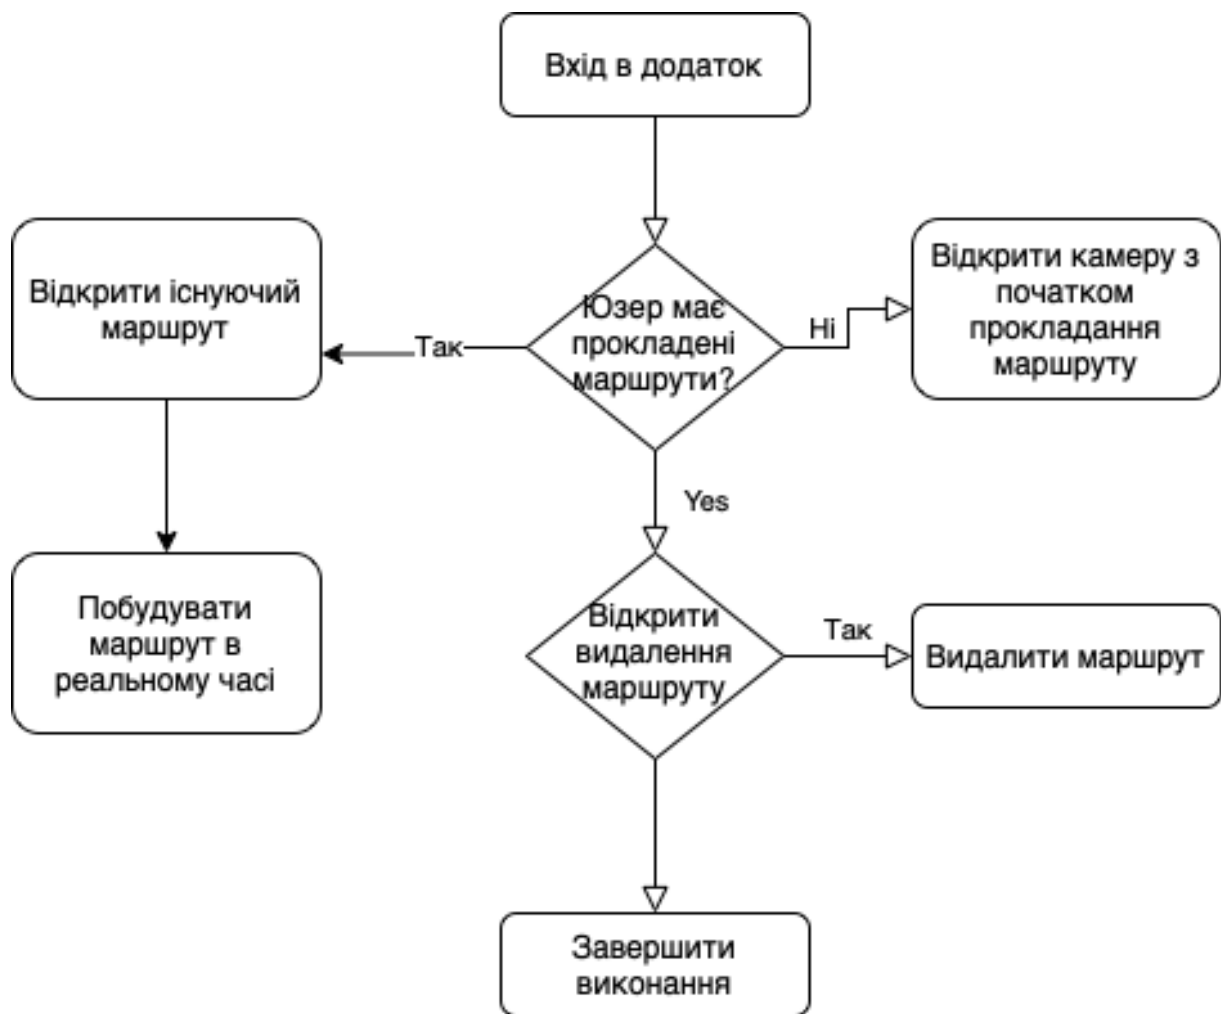 Вхід в додаток
Відкрити існуючий
маршрут
Так
Юзер має
прокладені
маршрути?
Ні
Відкрити камеру з
початком
прокладання
маршруту
Yes
Побудувати
маршрут в
реальному часі
Відкрити
видалення
маршруту
Так
Видалити маршрут
Завершити
виконання